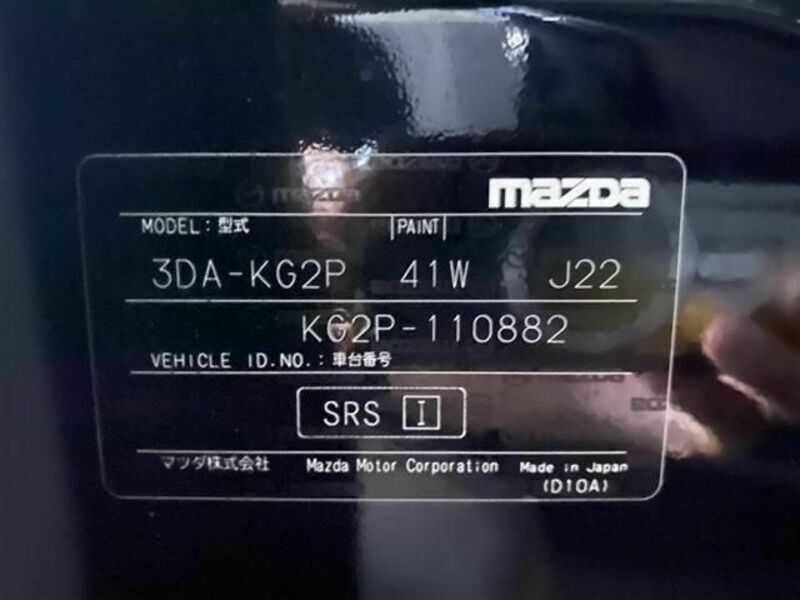 mazda
MODEL：型式 PAINT
3DA-KG2P 41W J22
KG2P-110882
VEHICLE ID.NO.：車台番号
SRS I
マツダ株式会社 Mazda Motor Corporation Made in Japan
(D10A)